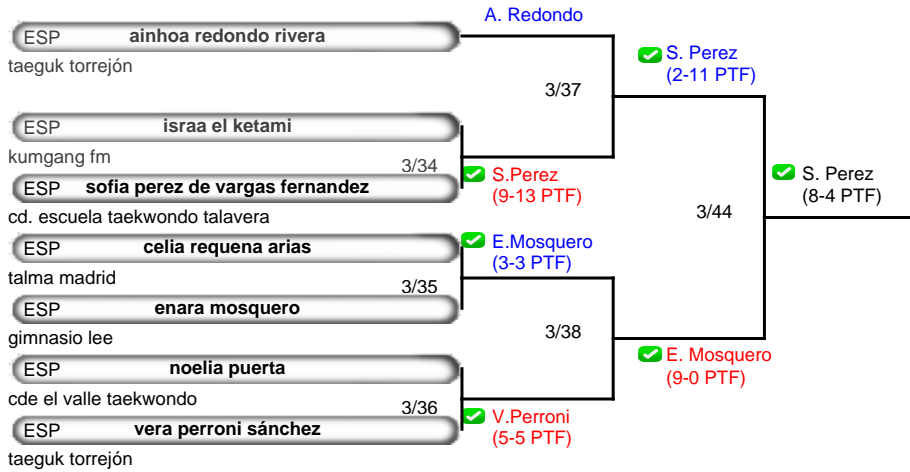 A. Redondo
ESP ainhoa redondo rivera
taeguk torrejón
S. Perez
(2-11 PTF)
3/37
ESP israa el ketami
kumgang fm
3/34
S.Perez
(9-13 PTF)
ESP sofia perez de vargas fernandez
cd. escuela taekwondo talavera
S. Perez
(8-4 PTF)
3/44
ESP celia requena arias
talma madrid
E.Mosquero
(3-3 PTF)
3/35
ESP enara mosquero
gimnasio lee
3/38
E. Mosquero
(9-0 PTF)
ESP noelia puerta
cde el valle taekwondo
3/36
V.Perroni
(5-5 PTF)
ESP vera perroni sánchez
taeguk torrejón